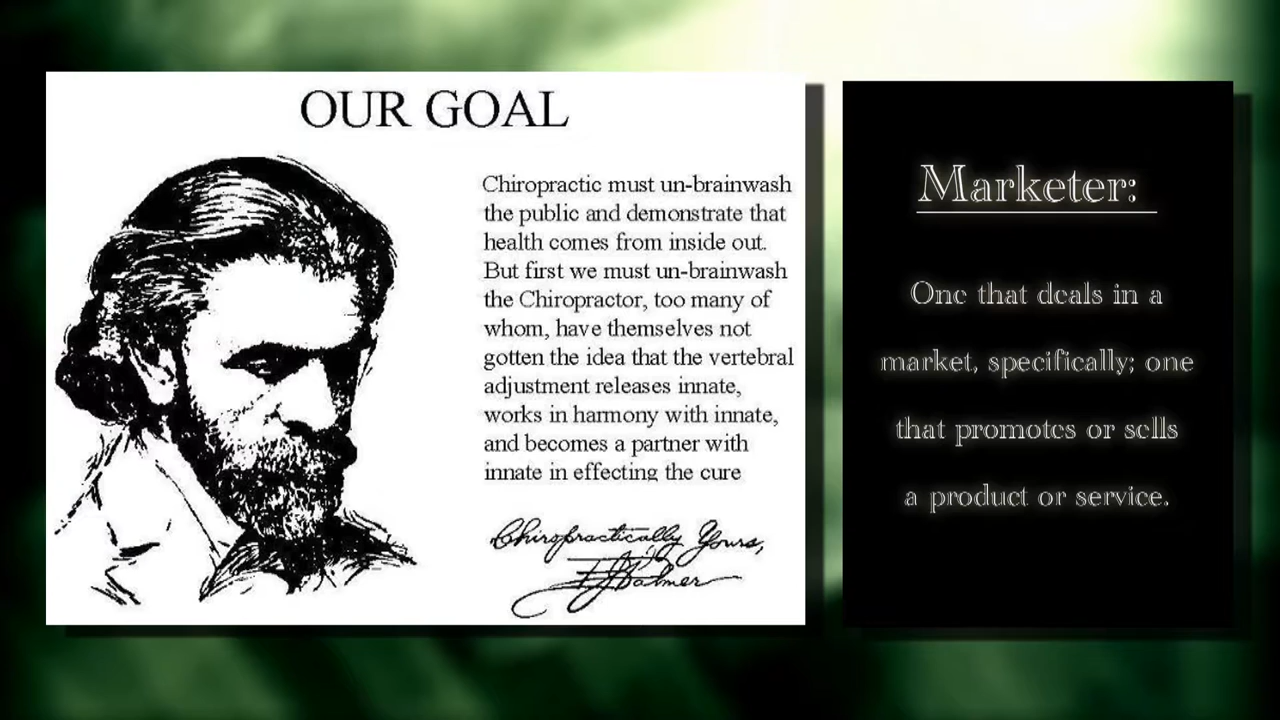 OUR GOAL
Chiropractic must un-brainwash
the public and demonstrate that
health comes from inside out.
But first we must un-brainwash
the Chiropractor, too many of
whom, have themselves not
gotten the idea that the vertebral
adjustment releases innate,
works in harmony with innate,
and becomes a partner with
innate in effecting the cure
Chiropractically Yours,
BJPalmer
Marketer:
One that deals in a
market, specifically; one
that promotes or sells
a product or service.